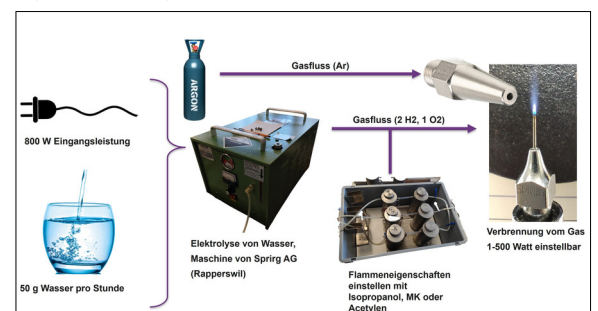 Gasfluss (Ar)
ARGON
800 W Eingangsleistung
Gasfluss (2 H2, 1 O2)
Elektrolyse von Wasser,
Maschine von Sprirg AG
(Rapperswil)
Verbrennung vom Gas
1-500 Watt einstellbar
50 g Wasser pro Stunde
Flammeneigenschaften
einstellen mit
Isopropanol, MK oder
Acetylen